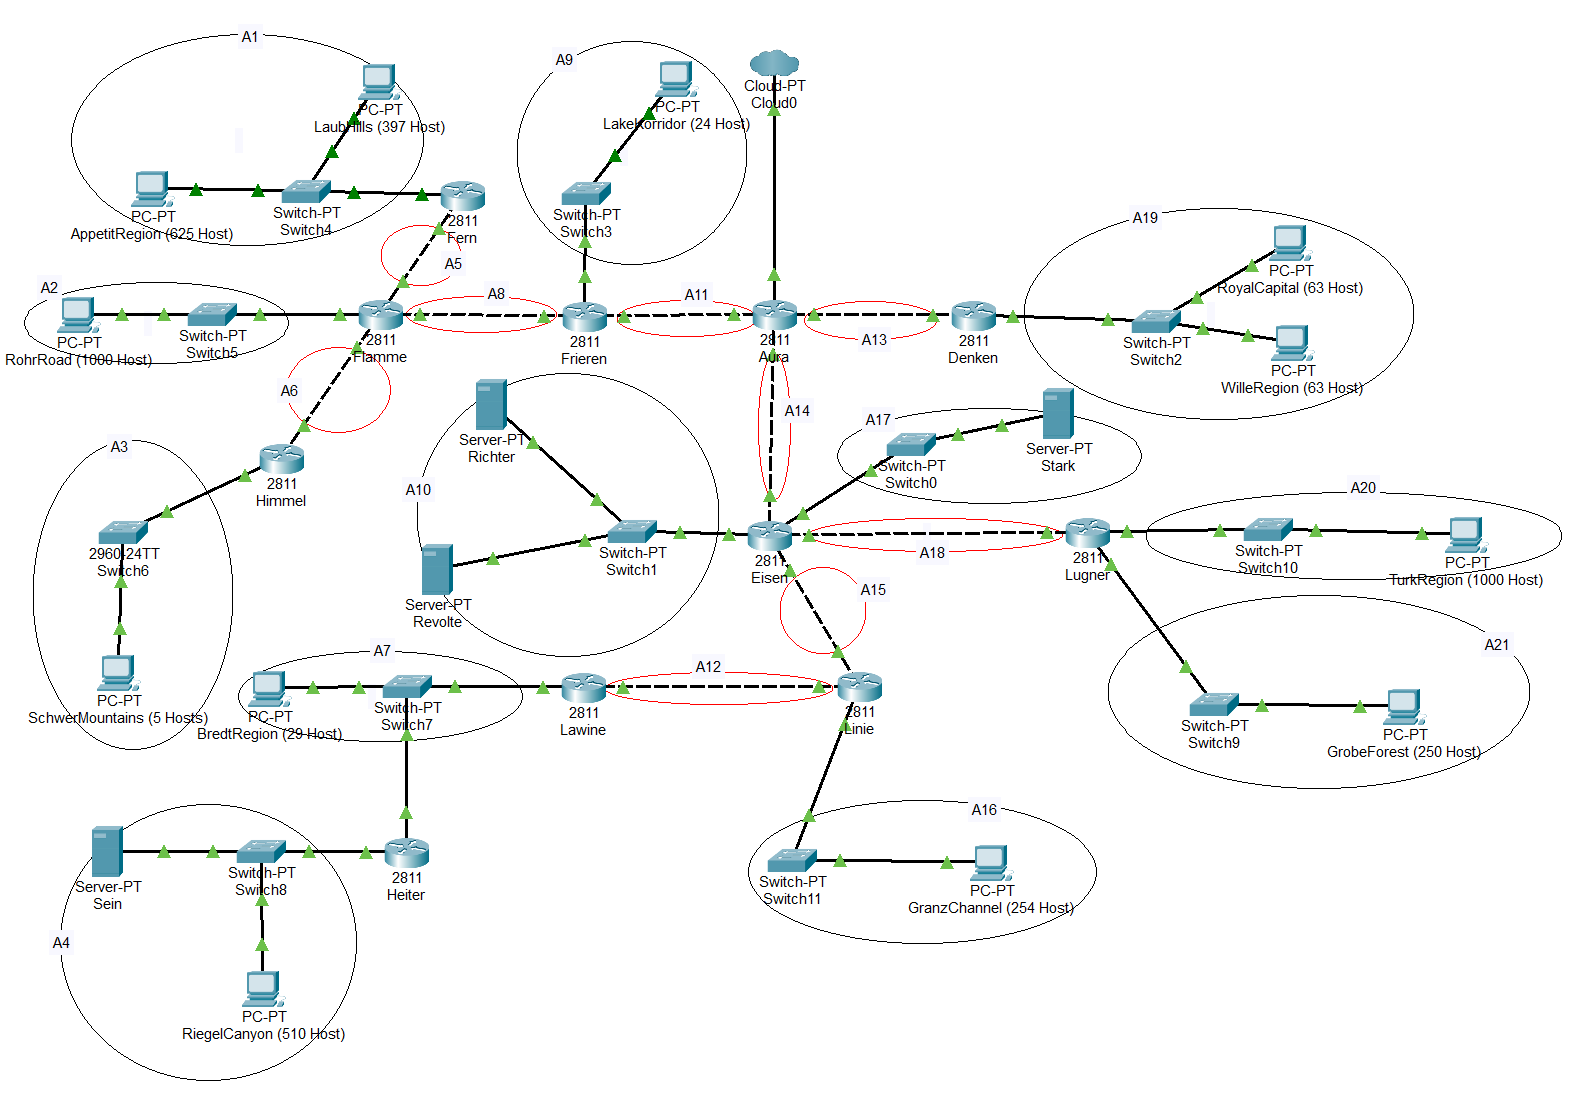 A1
PC-PT
LaubHills (397 Host)
PC-PT
AppetitRegion (625 Host)
Switch-PT
Switch4
2811
Fern
A5
A9
PC-PT
LakeKorridor (24 Host)
Switch-PT
Switch3
Cloud-PT
Cloud0
A2
PC-PT
RohrRoad (1000 Host)
Switch-PT
Switch5
2811
Flamme
A8
2811
Frieren
A11
2811
Aura
A13
2811
Denken
A19
PC-PT
RoyalCapital (63 Host)
Switch-PT
Switch2
PC-PT
WilleRegion (63 Host)
A6
2811
Himmel
A3
2960-24TT
Switch6
PC-PT
SchwerMountains (5 Hosts)
A10
Server-PT
Richter
Server-PT
Revolte
Switch-PT
Switch1
A14
A17
Switch-PT
Switch0
Server-PT
Stark
2811
Eisen
A18
2811
Lugner
A20
Switch-PT
Switch10
PC-PT
TurkRegion (1000 Host)
A15
A21
Switch-PT
Switch9
PC-PT
GrobeForest (250 Host)
A7
PC-PT
BredtRegion (29 Host)
Switch-PT
Switch7
2811
Lawine
A12
2811
Linie
A4
Server-PT
Sein
Switch-PT
Switch8
2811
Heiter
PC-PT
RiegelCanyon (510 Host)
A16
Switch-PT
Switch11
PC-PT
GranzChannel (254 Host)